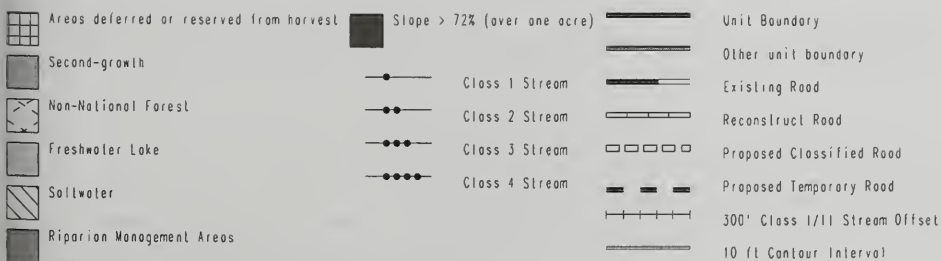 Areas deferred or reserved from harvest
Second-growth
Non-National Forest
Freshwater Lake
Saltwater
Riparian Management Areas
Slope > 72% (over one acre)
Class 1 Stream
Class 2 Stream
Class 3 Stream
Class 4 Stream
Unit Boundary
Other unit boundary
Existing Road
Reconstruct Road
Proposed Classified Road
Proposed Temporary Road
300' Class I/II Stream Offset
10 ft Contour Interval